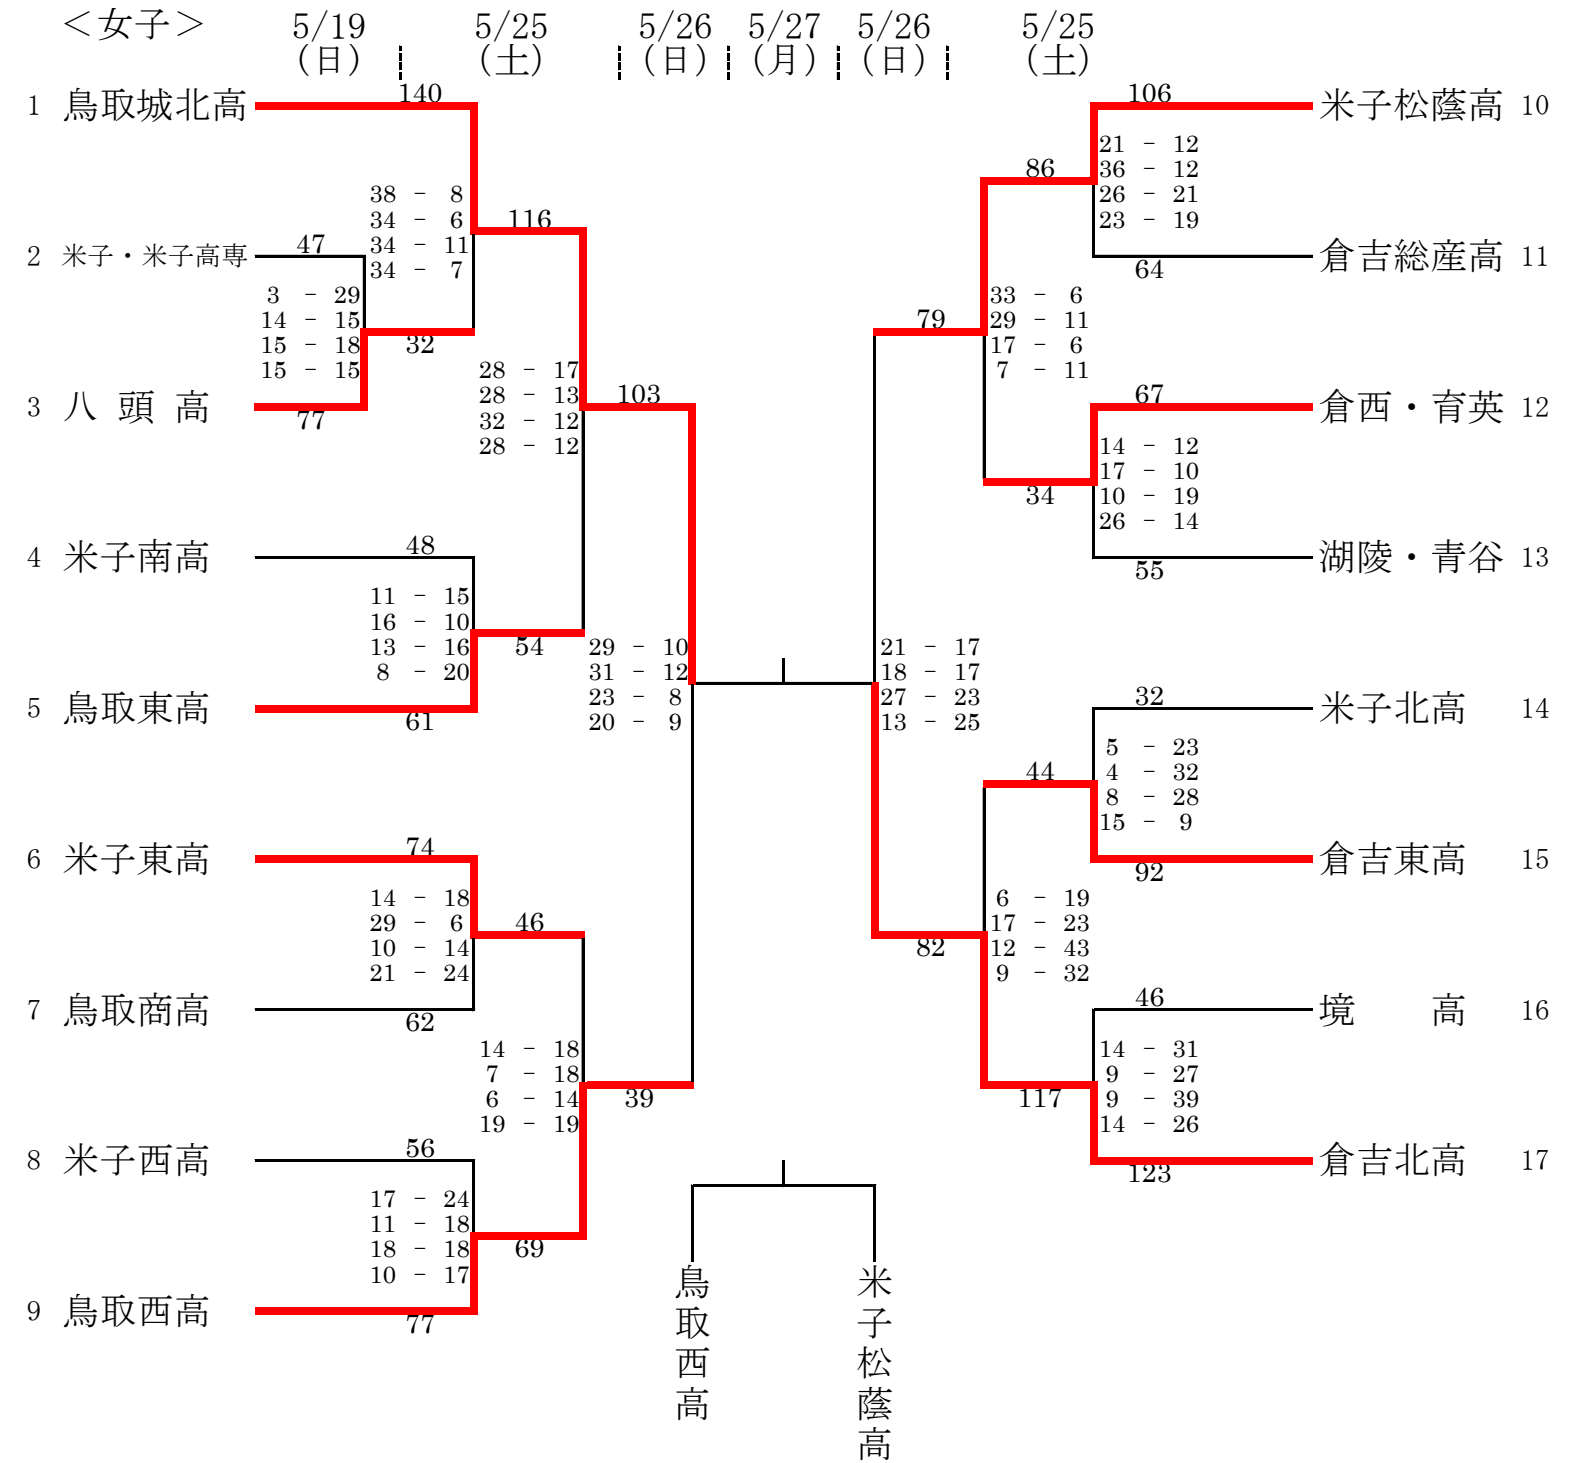 ＜女子＞ 5/19 5/25 5/26 5/27 5/26 5/25
（日） （土） （日） （月） （日） （土）
1 鳥取城北高 140
38 - 8
34 - 6
34 - 11
34 - 7
116
2 米子・米子高専 47
3 - 29
14 - 15
15 - 18
15 - 15
32
3 八頭高 77
28 - 17
28 - 13
32 - 12
28 - 12
103
4 米子南高 48
11 - 15
16 - 10
13 - 16
8 - 20
54
5 鳥取東高 61
29 - 10
31 - 12
23 - 8
20 - 9
6 米子東高 74
14 - 18
29 - 6
10 - 14
21 - 24
46
7 鳥取商高 62
14 - 18
7 - 18
6 - 14
19 - 19
39
8 米子西高 56
17 - 24
11 - 18
18 - 18
10 - 17
69
9 鳥取西高 77
106 米子松蔭高 10
21 - 12
36 - 12
26 - 21
23 - 19
86
64 倉吉総産高 11
33 - 6
29 - 11
17 - 6
7 - 11
79
67 倉西・育英 12
14 - 12
17 - 10
10 - 19
26 - 14
34
55 湖陵・青谷 13
21 - 17
18 - 17
27 - 23
13 - 25
32 米子北高 14
5 - 23
4 - 32
8 - 28
15 - 9
44
92 倉吉東高 15
6 - 19
17 - 23
12 - 43
9 - 32
82
46 境高 16
14 - 31
9 - 27
9 - 39
14 - 26
117
123 倉吉北高 17
鳥取西高
米子松蔭高